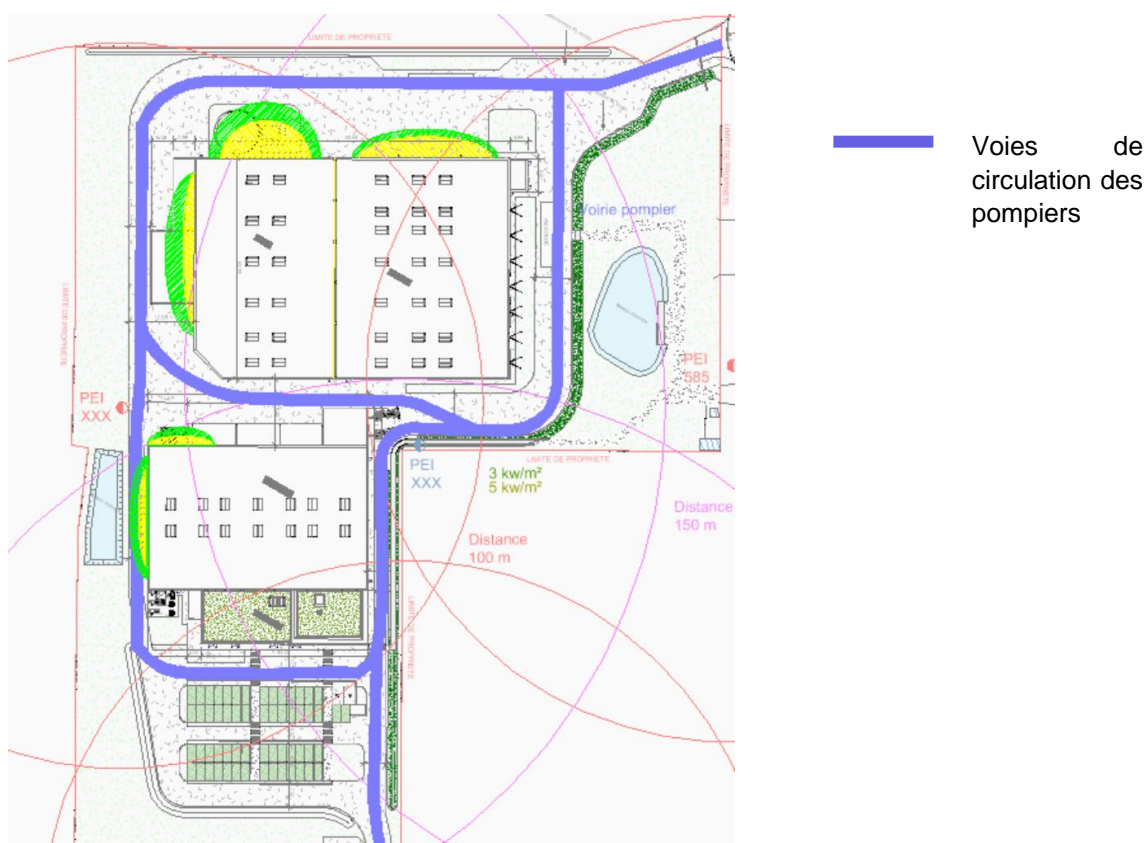 LIMITE DE PROPRIETE
LIMITE DE PROPRIETE
Voirie pompier
LIMITE DE PROPRIETE
PEI
585
PEI
XXX
LIMITE DE PROPRIETE
PEI
XXX
3 kw/m²
5 kw/m²
Distance
150 m
Distance
100 m
LIMITE DE PROPRIETE
Voies de
circulation des
pompiers